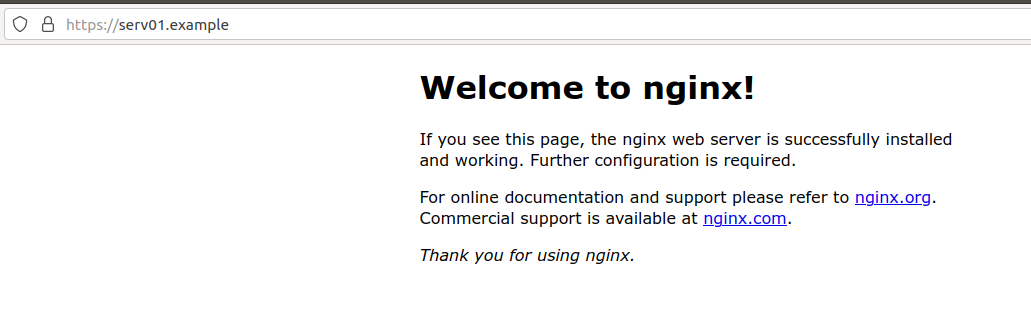 https://serv01.example
Welcome to nginx!
If you see this page, the nginx web server is successfully installed
and working. Further configuration is required.
For online documentation and support please refer to nginx.org.
Commercial support is available at nginx.com.
Thank you for using nginx.